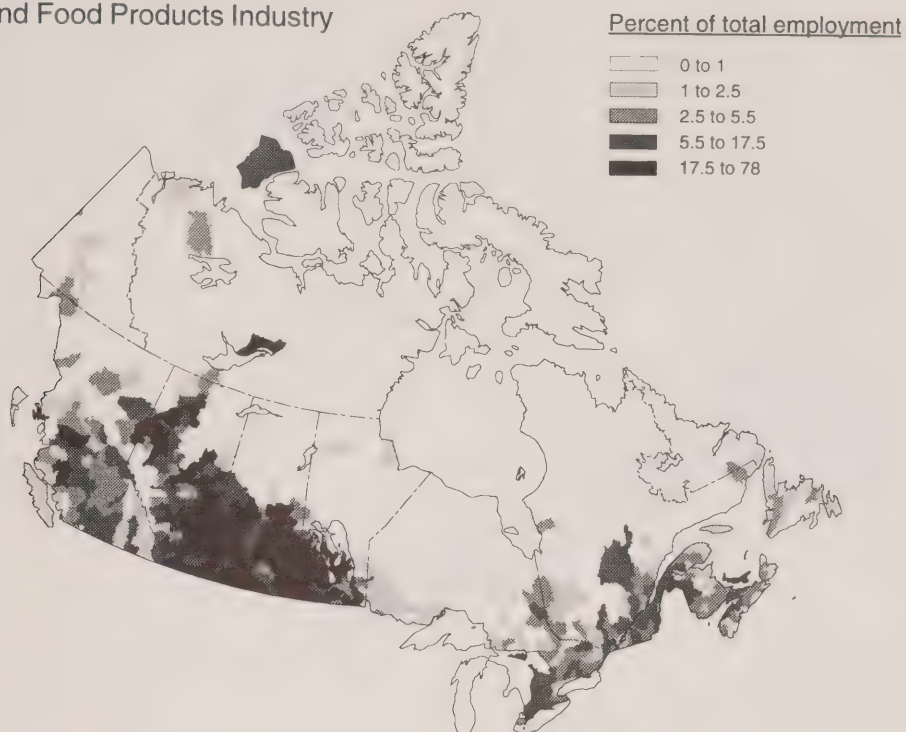 nd Food Products Industry
Percent of total employment
0 to 1
1 to 2.5
2.5 to 5.5
5.5 to 17.5
17.5 to 78